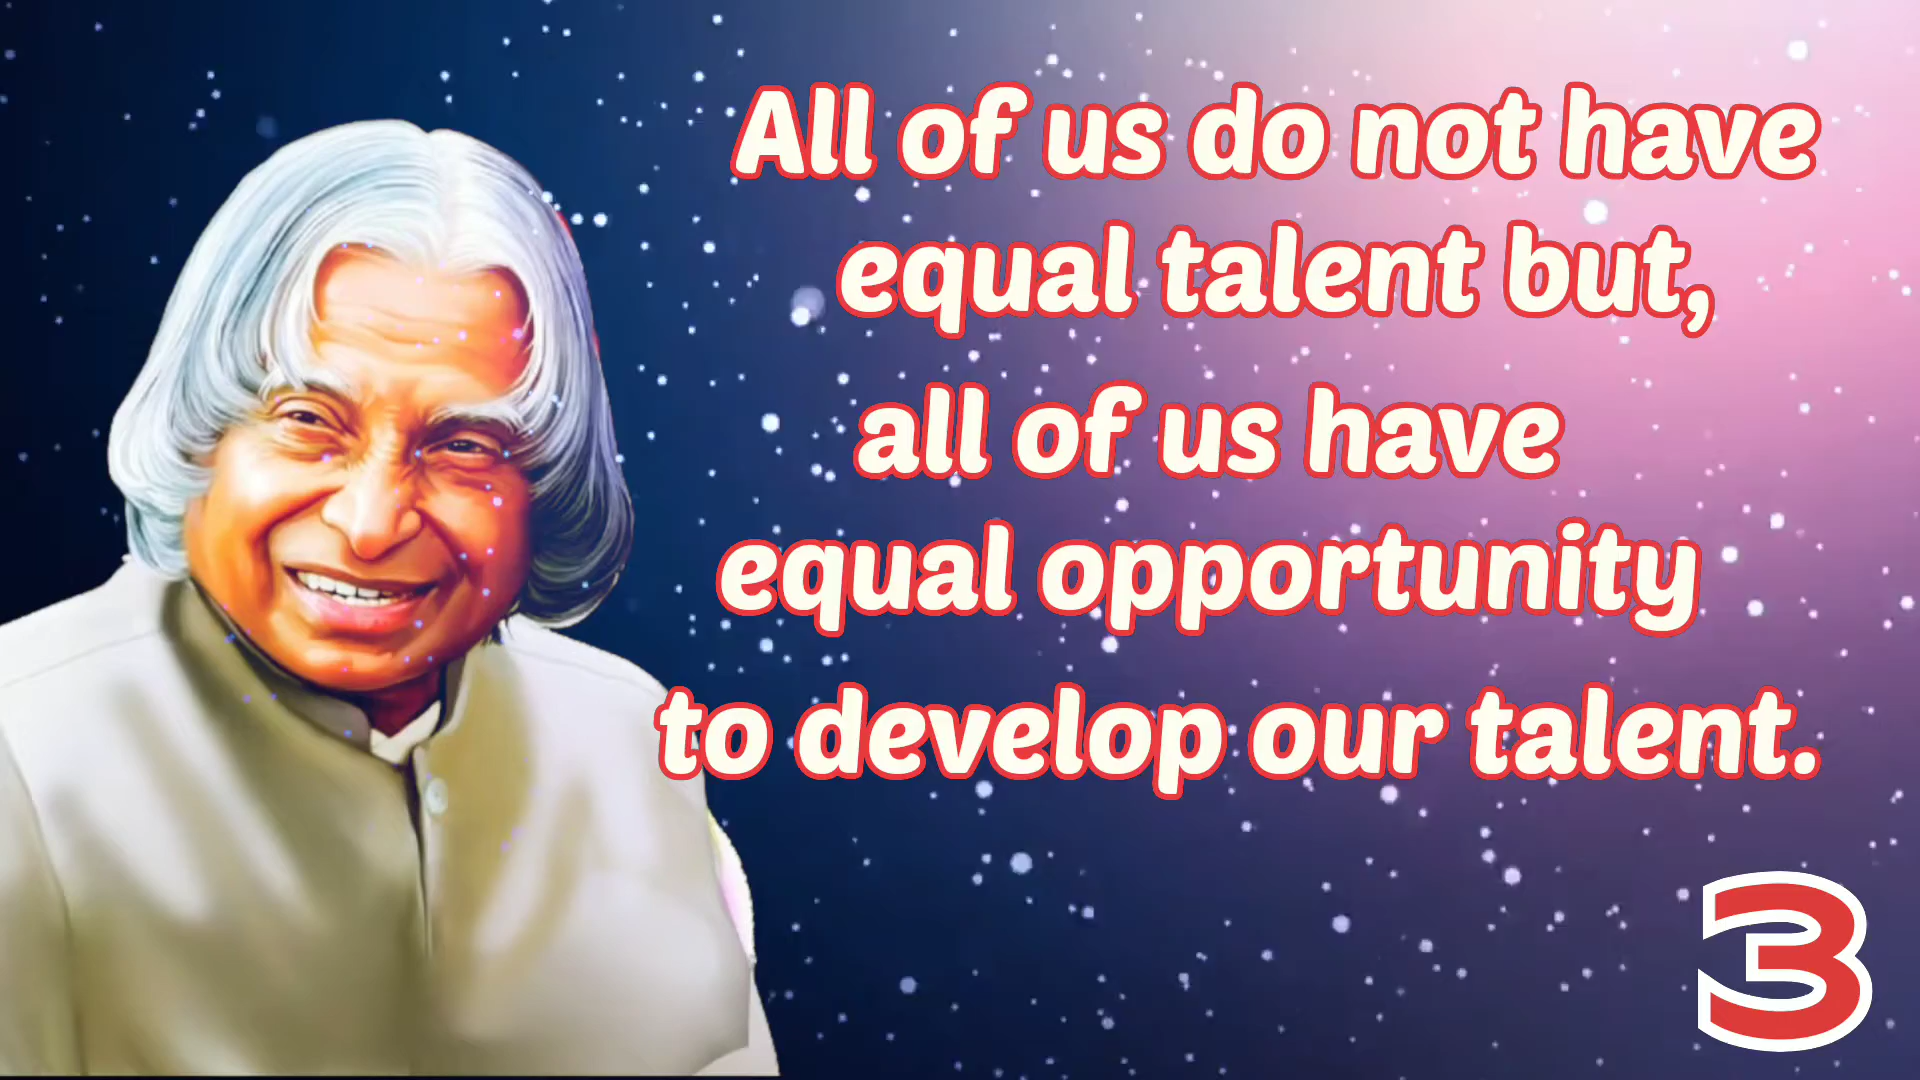 All of us do not have
equal talent but,
all of us have
equal opportunity
to develop our talent.
3